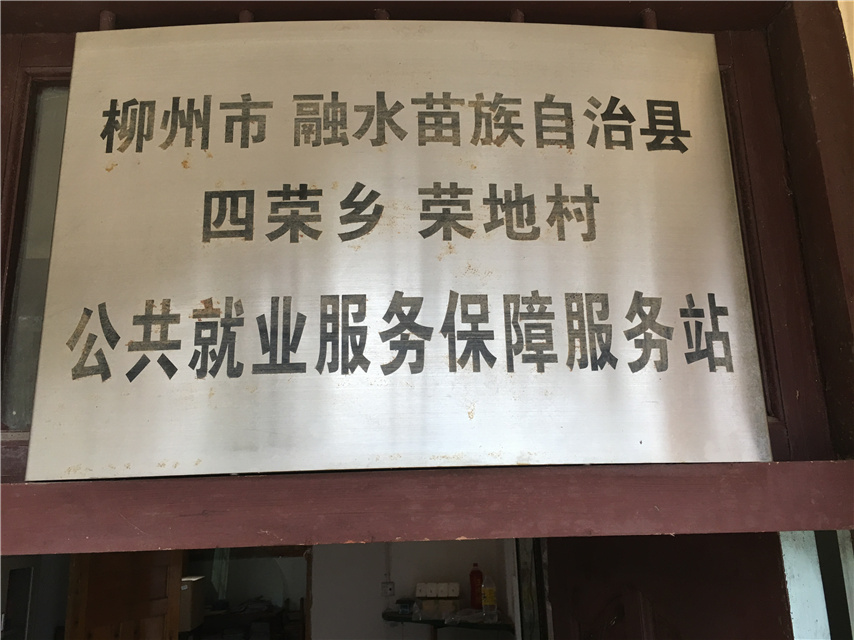 柳州市 融水苗族自治县
四荣乡 荣地村
公共就业服务保障服务站